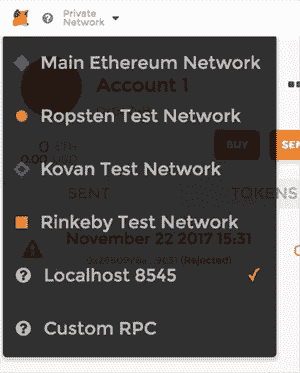 Private
Network
Main Ethereum Network
Account 1
Ropsten Test Network
0 ETH
0.00 USD
BUY
SEN
Kovan Test Network
SENT
TOKENS
Rinkeby Test Network
November 22 2017 15:31
(Rejected)
Localhost 8545
Custom RPC